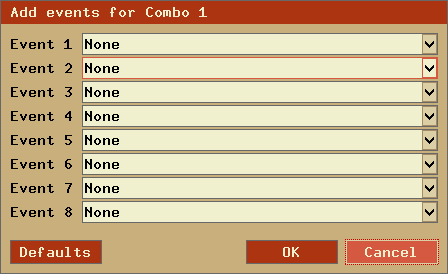 Add events for Combo 1
Event 1 None
Event 2 None
Event 3 None
Event 4 None
Event 5 None
Event 6 None
Event 7 None
Event 8 None
Defaults OK Cancel